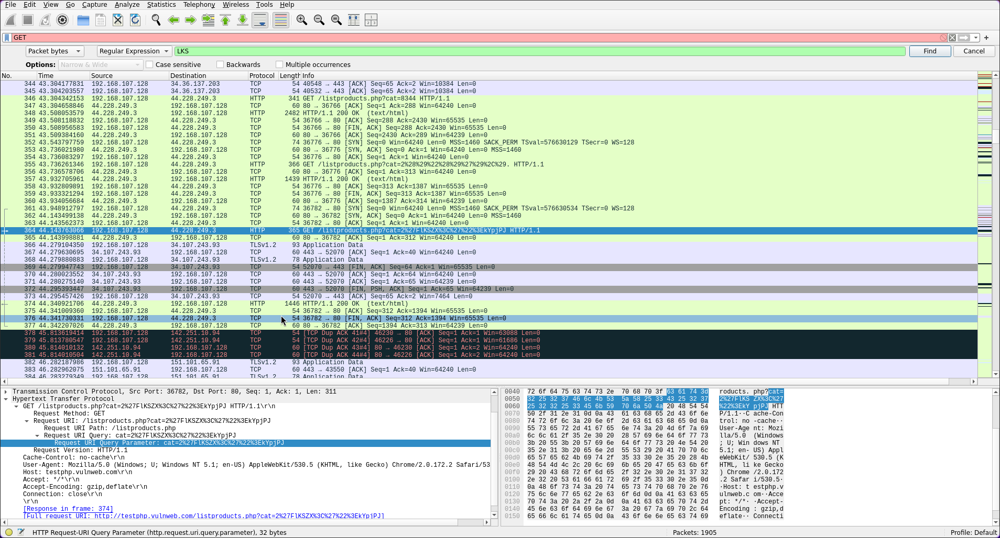 File Edit View Go Capture Analyze Statistics Telephony Wireless Tools Help
GET
Packet bytes Regular Expression LKS Find Cancel
Options: Narrow & Wide Case sensitive Backwards Multiple occurrences
No. Time Source Destination Protocol Length Info
344 43.304177831 192.168.107.128 34.36.137.203 TCP 54 40548 → 443 [ACK] Seq=65 Ack=2 Win=10384 Len=0
345 43.304203557 192.168.107.128 34.36.137.203 TCP 54 40532 → 443 [ACK] Seq=65 Ack=2 Win=10384 Len=0
346 43.304342153 192.168.107.128 44.228.249.3 HTTP 341 GET /listproducts.php?cat=8344 HTTP/1.1
347 43.304658846 44.228.249.3 192.168.107.128 TCP 60 80 → 36766 [ACK] Seq=1 Ack=288 Win=64240 Len=0
348 43.508053579 44.228.249.3 192.168.107.128 HTTP 2482 HTTP/1.1 200 OK (text/html)
349 43.508118832 192.168.107.128 44.228.249.3 TCP 54 36766 → 80 [ACK] Seq=288 Ack=2430 Win=65535 Len=0
350 43.508956583 192.168.107.128 44.228.249.3 TCP 54 36766 → 80 [FIN, ACK] Seq=288 Ack=2430 Win=65535 Len=0
351 43.509384160 44.228.249.3 192.168.107.128 TCP 60 80 → 36766 [ACK] Seq=2430 Ack=289 Win=64239 Len=0
352 43.543797759 192.168.107.128 44.228.249.3 TCP 74 36776 → 80 [SYN] Seq=0 Win=64240 Len=0 MSS=1460 SACK_PERM TSval=576630129 TSecr=0 WS=128
353 43.736021980 44.228.249.3 192.168.107.128 TCP 60 80 → 36776 [SYN, ACK] Seq=0 Ack=1 Win=64240 Len=0 MSS=1460
354 43.736083297 192.168.107.128 44.228.249.3 TCP 54 36776 → 80 [ACK] Seq=1 Ack=1 Win=64240 Len=0
355 43.736261346 192.168.107.128 44.228.249.3 HTTP 366 GET /listproducts.php?cat=2%28%29%22%28%29%27%29%2C%29. HTTP/1.1
356 43.736578706 44.228.249.3 192.168.107.128 TCP 60 80 → 36776 [ACK] Seq=1 Ack=313 Win=64240 Len=0
357 43.932705961 44.228.249.3 192.168.107.128 HTTP 1439 HTTP/1.1 200 OK (text/html)
358 43.932809891 192.168.107.128 44.228.249.3 TCP 54 36776 → 80 [ACK] Seq=313 Ack=1387 Win=65535 Len=0
359 43.933321294 192.168.107.128 44.228.249.3 TCP 54 36776 → 80 [FIN, ACK] Seq=313 Ack=1387 Win=65535 Len=0
360 43.934056684 44.228.249.3 192.168.107.128 TCP 60 80 → 36776 [ACK] Seq=1387 Ack=314 Win=64239 Len=0
361 43.948912797 192.168.107.128 44.228.249.3 TCP 74 36782 → 80 [SYN] Seq=0 Win=64240 Len=0 MSS=1460 SACK_PERM TSval=576630534 TSecr=0 WS=128
362 44.143499138 44.228.249.3 192.168.107.128 TCP 60 80 → 36782 [SYN, ACK] Seq=0 Ack=1 Win=64240 Len=0 MSS=1460
363 44.143562373 192.168.107.128 44.228.249.3 TCP 54 36782 → 80 [ACK] Seq=1 Ack=1 Win=64240 Len=0
364 44.143763066 192.168.107.128 44.228.249.3 HTTP 365 GET /listproducts.php?cat=2%27FlKSZX%3C%27%22%3EkYpjPJ HTTP/1.1
365 44.143998881 44.228.249.3 192.168.107.128 TCP 60 80 → 36782 [ACK] Seq=1 Ack=312 Win=64240 Len=0
366 44.279104350 192.168.107.128 34.107.243.93 TLSv1.2 93 Application Data
367 44.279630695 34.107.243.93 192.168.107.128 TCP 60 443 → 52070 [ACK] Seq=1 Ack=40 Win=64240 Len=0
368 44.279880883 192.168.107.128 34.107.243.93 TLSv1.2 78 Application Data
369 44.279947743 192.168.107.128 34.107.243.93 TCP 54 52070 → 443 [FIN, ACK] Seq=64 Ack=1 Win=65535 Len=0
370 44.280023552 34.107.243.93 192.168.107.128 TCP 60 443 → 52070 [ACK] Seq=1 Ack=64 Win=64240 Len=0
371 44.280275140 34.107.243.93 192.168.107.128 TCP 60 443 → 52070 [ACK] Seq=1 Ack=65 Win=64239 Len=0
372 44.295393447 34.107.243.93 192.168.107.128 TCP 60 443 → 52070 [FIN, PSH, ACK] Seq=1 Ack=65 Win=64239 Len=0
373 44.295457426 192.168.107.128 34.107.243.93 TCP 54 52070 → 443 [ACK] Seq=65 Ack=2 Win=7464 Len=0
374 44.340921706 44.228.249.3 192.168.107.128 HTTP 1446 HTTP/1.1 200 OK (text/html)
375 44.341009360 192.168.107.128 44.228.249.3 TCP 54 36782 → 80 [ACK] Seq=312 Ack=1394 Win=65535 Len=0
376 44.341730331 192.168.107.128 44.228.249.3 TCP 54 36782 → 80 [FIN, ACK] Seq=312 Ack=1394 Win=65535 Len=0
377 44.342207026 44.228.249.3 192.168.107.128 TCP 60 80 → 36782 [ACK] Seq=1394 Ack=313 Win=64239 Len=0
378 45.813619414 192.168.107.128 142.251.10.94 TCP 54 [TCP Dup ACK 41#4] 46230 → 80 [ACK] Seq=1 Ack=1 Win=63088 Len=0
379 45.813780547 192.168.107.128 142.251.10.94 TCP 54 [TCP Dup ACK 42#4] 46226 → 80 [ACK] Seq=1 Ack=1 Win=61686 Len=0
380 45.814010132 142.251.10.94 192.168.107.128 TCP 60 [TCP Dup ACK 43#4] 80 → 46230 [ACK] Seq=1 Ack=2 Win=64240 Len=0
381 45.814010504 142.251.10.94 192.168.107.128 TCP 60 [TCP Dup ACK 44#4] 80 → 46226 [ACK] Seq=1 Ack=2 Win=64240 Len=0
382 46.282187986 192.168.107.128 151.101.65.91 TLSv1.2 93 Application Data
383 46.282962075 151.101.65.91 192.168.107.128 TCP 60 443 → 43550 [ACK] Seq=1 Ack=40 Win=64240 Len=0
384 46.283279349 192.168.107.128 151.101.65.91 TLSv1.2 78 Application Data
Transmission Control Protocol, Src Port: 36782, Dst Port: 80, Seq: 1, Ack: 1, Len: 311
Hypertext Transfer Protocol
GET /listproducts.php?cat=2%27FlKSZX%3C%27%22%3EkYpjPJ HTTP/1.1\r\n
Request Method: GET
Request URI: /listproducts.php?cat=2%27FlKSZX%3C%27%22%3EkYpjPJ
Request URI Path: /listproducts.php
Request URI Query: cat=2%27FlKSZX%3C%27%22%3EkYpjPJ
Request URI Query Parameter: cat=2%27FlKSZX%3C%27%22%3EkYpjPJ
Request Version: HTTP/1.1
Cache-Control: no-cache\r\n
User-Agent: Mozilla/5.0 (Windows; U; Windows NT 5.1; en-US) AppleWebKit/530.5 (KHTML, like Gecko) Chrome/2.0.172.2 Safari/53
Host: testphp.vulnweb.com\r\n
Accept: */*\r\n
Accept-Encoding: gzip,deflate\r\n
Connection: close\r\n
\r\n
[Response in frame: 374]
[Full request URI: http://testphp.vulnweb.com/listproducts.php?cat=2%27FlKSZX%3C%27%22%3EkYpjPJ]
0040 72 6f 64 75 63 74 73 2e 70 68 70 3f 63 61 74 3d roducts. php?cat=
0050 32 25 32 37 46 6c 4b 53 5a 58 25 33 43 25 32 37 2%27FlKS ZX%3C%27
0060 25 32 32 25 33 45 6b 59 70 6a 50 4a 20 48 54 54 %22%3EkY pjPJ HTT
0070 50 2f 31 2e 31 0d 0a 43 61 63 68 65 2d 43 6f 6e P/1.1··C ache-Con
0080 74 72 6f 6c 3a 20 6e 6f 2d 63 61 63 68 65 0d 0a trol: no -cache··
0090 55 73 65 72 2d 41 67 65 6e 74 3a 20 4d 6f 7a 69 User-Age nt: Mozi
00a0 6c 6c 61 2f 35 2e 30 20 28 57 69 6e 64 6f 77 73 lla/5.0 (Windows
00b0 3b 20 55 3b 20 57 69 6e 64 6f 77 73 20 4e 54 20 ; U; Win dows NT
00c0 35 2e 31 3b 20 65 6e 2d 55 53 29 20 41 70 70 6c 5.1; en- US) Appl
00d0 65 57 65 62 4b 69 74 2f 35 33 30 2e 35 20 28 4b eWebKit/ 530.5 (K
00e0 48 54 4d 4c 2c 20 6c 69 6b 65 20 47 65 63 6b 6f HTML, li ke Gecko
00f0 29 20 43 68 72 6f 6d 65 2f 32 2e 30 2e 31 37 32 ) Chrome /2.0.172
0100 2e 32 20 53 61 66 61 72 69 2f 35 33 30 2e 35 0d .2 Safar i/530.5·
0110 0a 48 6f 73 74 3a 20 74 65 73 74 70 68 70 2e 76 ·Host: t estphp.v
0120 75 6c 6e 77 65 62 2e 63 6f 6d 0d 0a 41 63 63 65 ulnweb.c om··Acce
0130 70 74 3a 20 2a 2f 2a 0d 0a 41 63 63 65 70 74 2d pt: */*· ·Accept-
0140 45 6e 63 6f 64 69 6e 67 3a 20 67 7a 69 70 2c 64 Encoding : gzip,d
0150 65 66 6c 61 74 65 0d 0a 43 6f 6e 6e 65 63 74 69 eflate·· Connecti
HTTP Request-URI Query Parameter (http.request.uri.query.parameter), 32 bytes Packets: 1905 Profile: Default